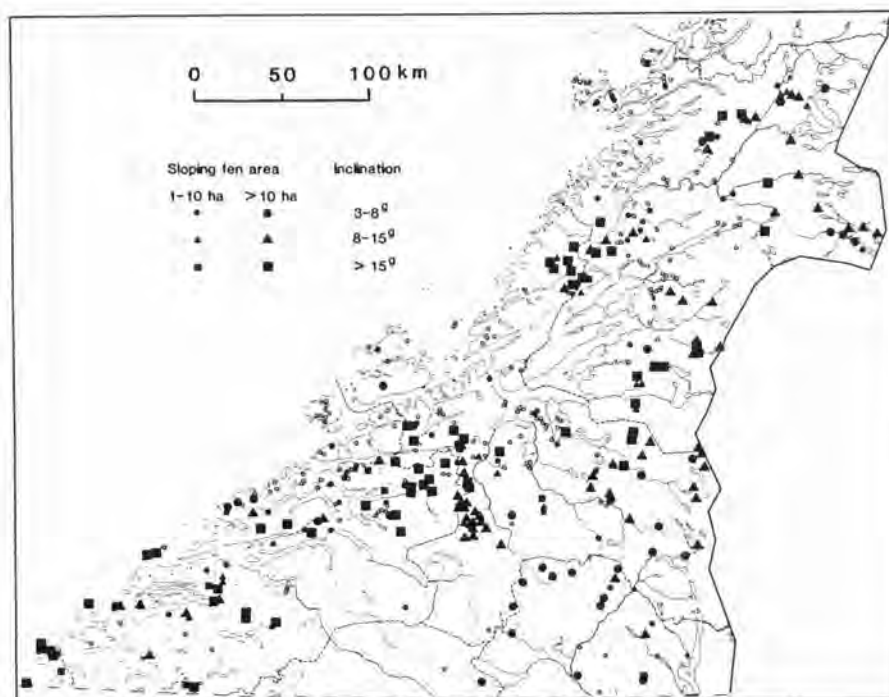 0 50 100 km
Sloping fen area Inclination
1-10 ha >10 ha
3-8g
8-15g
>15g